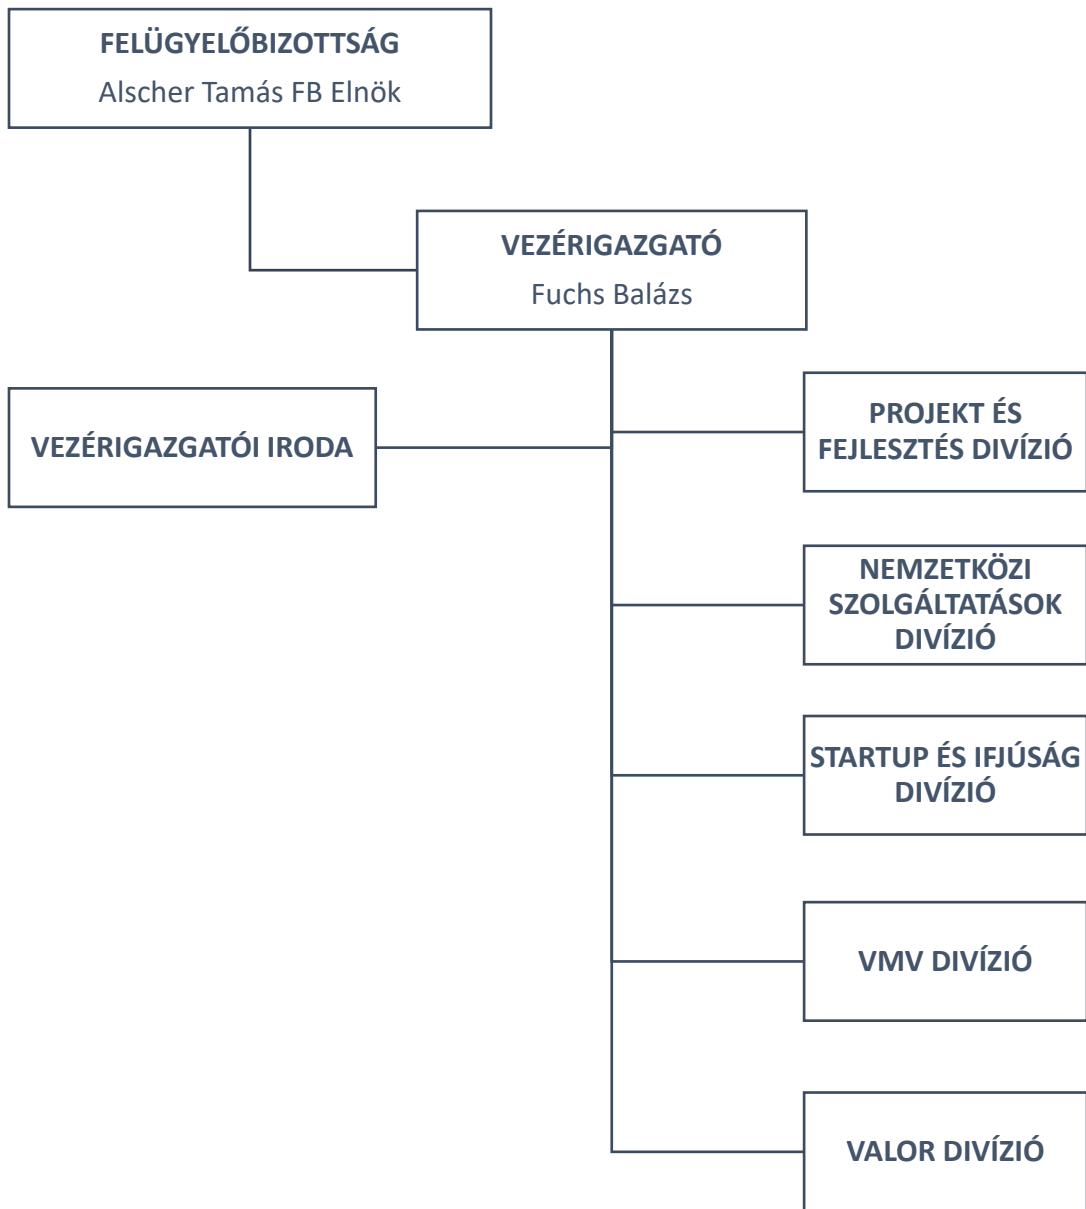 FELÜGYELŐBIZOTTSÁG
Alscher Tamás FB Elnök
VEZÉRIGAZGATÓ
Fuchs Balázs
VEZÉRIGAZGATÓI IRODA
PROJEKT ÉS
FEJLESZTÉS DIVÍZIÓ
NEMZETKÖZI
SZOLGÁLTATÁSOK
DIVÍZIÓ
STARTUP ÉS IFJÚSÁG
DIVÍZIÓ
VMV DIVÍZIÓ
VALOR DIVÍZIÓ